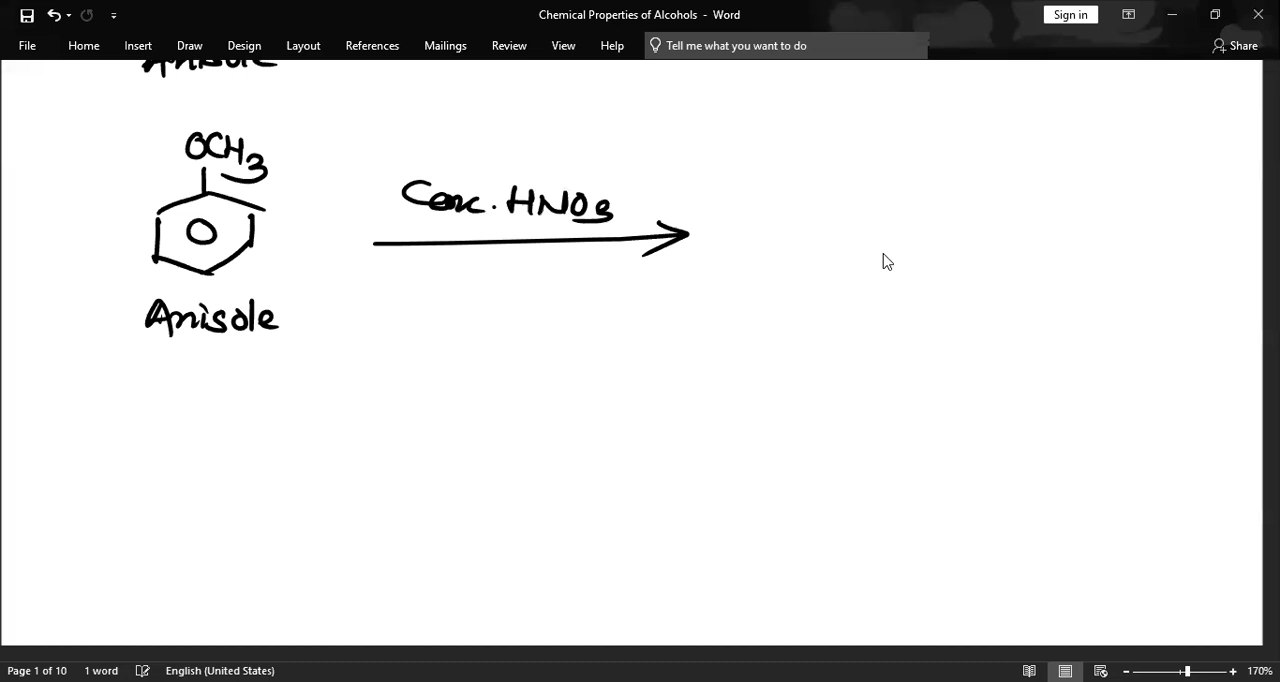 Chemical Properties of Alcohols - Word
Sign in
File Home Insert Draw Design Layout References Mailings Review View Help Tell me what you want to do Share
Anisole
OCH3
Conc. HNO3
Anisole
Page 1 of 10 1 word English (United States) 170%